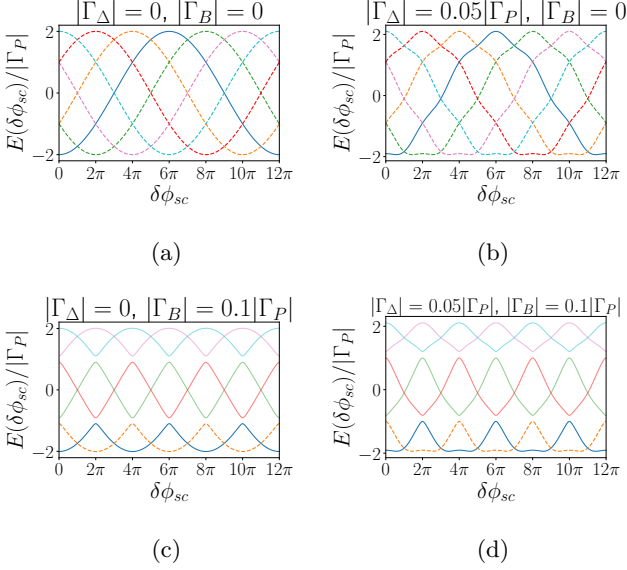 |Γ_Δ| = 0, |Γ_B| = 0
E(δϕ_sc)/|Γ_P|
2
0
−2
0 2π 4π 6π 8π 10π 12π
δϕ_sc
(a)
|Γ_Δ| = 0.05|Γ_P|, |Γ_B| = 0
E(δϕ_sc)/|Γ_P|
2
0
−2
0 2π 4π 6π 8π 10π 12π
δϕ_sc
(b)
|Γ_Δ| = 0, |Γ_B| = 0.1|Γ_P|
E(δϕ_sc)/|Γ_P|
2
0
−2
0 2π 4π 6π 8π 10π 12π
δϕ_sc
(c)
|Γ_Δ| = 0.05|Γ_P|, |Γ_B| = 0.1|Γ_P|
E(δϕ_sc)/|Γ_P|
2
0
−2
0 2π 4π 6π 8π 10π 12π
δϕ_sc
(d)